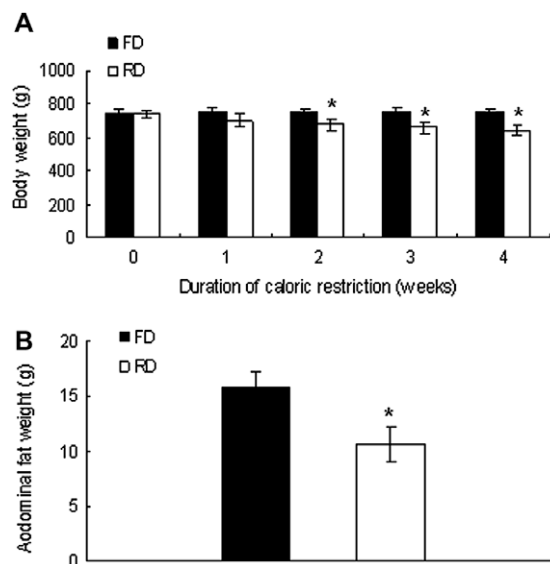 A
FD
RD
Body weight (g)
1000
800
600
400
200
0
* * *
0 1 2 3 4
Duration of caloric restriction (weeks)
B
FD
RD
Aodominal fat weight (g)
20
15
10
5
0
*